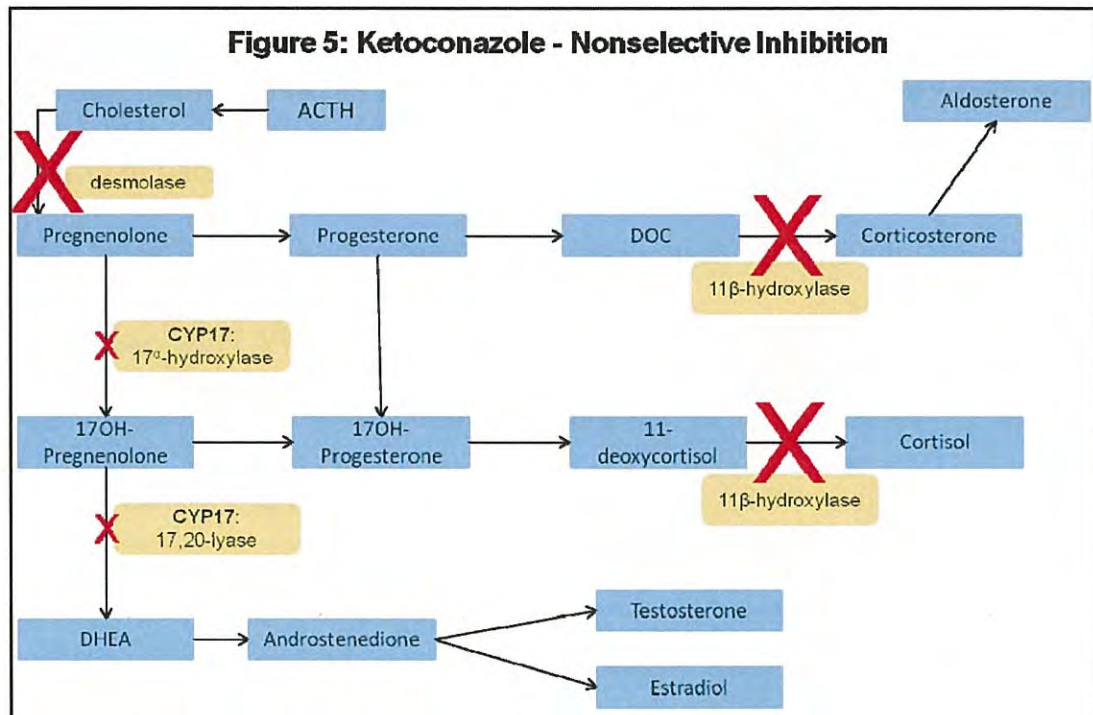 Figure 5: Ketoconazole - Nonselective Inhibition
Cholesterol
ACTH
Aldosterone
desmolase
Pregnenolone
Progesterone
DOC
Corticosterone
11β-hydroxylase
CYP17:
17α-hydroxylase
17OH-
Pregnenolone
17OH-
Progesterone
11-
deoxycortisol
Cortisol
11β-hydroxylase
CYP17:
17,20-lyase
DHEA
Androstenedione
Testosterone
Estradiol